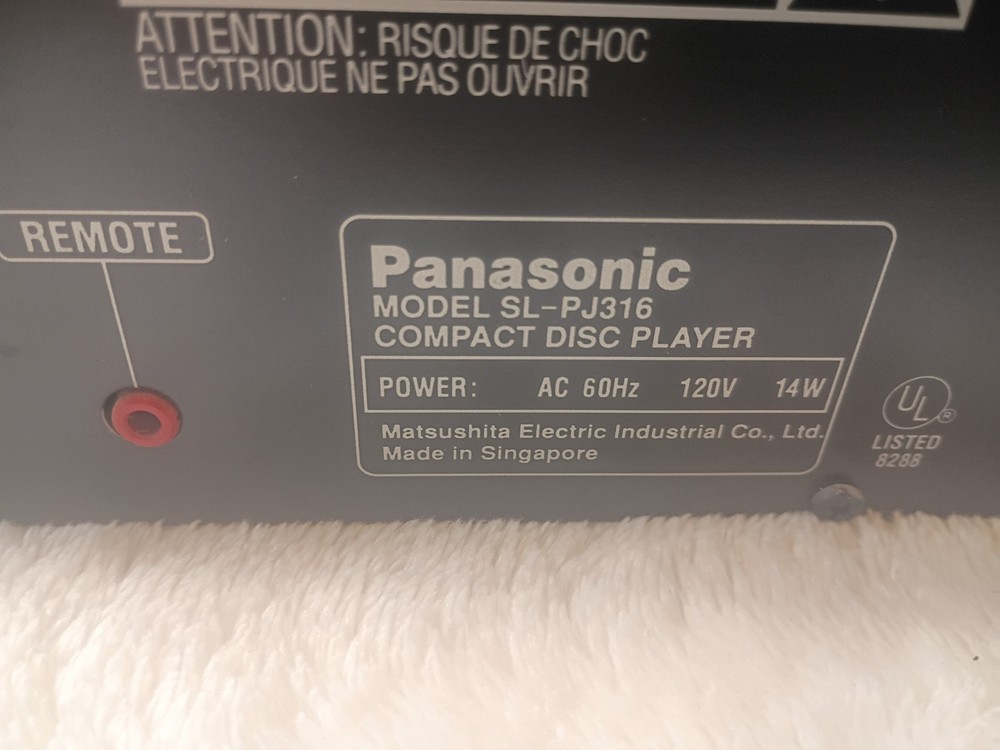 ATTENTION: RISQUE DE CHOC
ELECTRIQUE NE PAS OUVRIR
REMOTE
Panasonic
MODEL SL-PJ316
COMPACT DISC PLAYER
POWER: AC 60Hz 120V 14W
Matsushita Electric Industrial Co., Ltd.
Made in Singapore
UL®
LISTED
8288